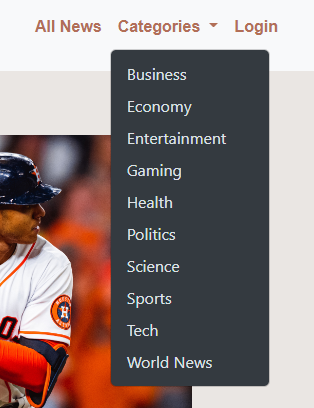 All News Categories Login
Business
Economy
Entertainment
Gaming
Health
Politics
Science
Sports
Tech
World News
H